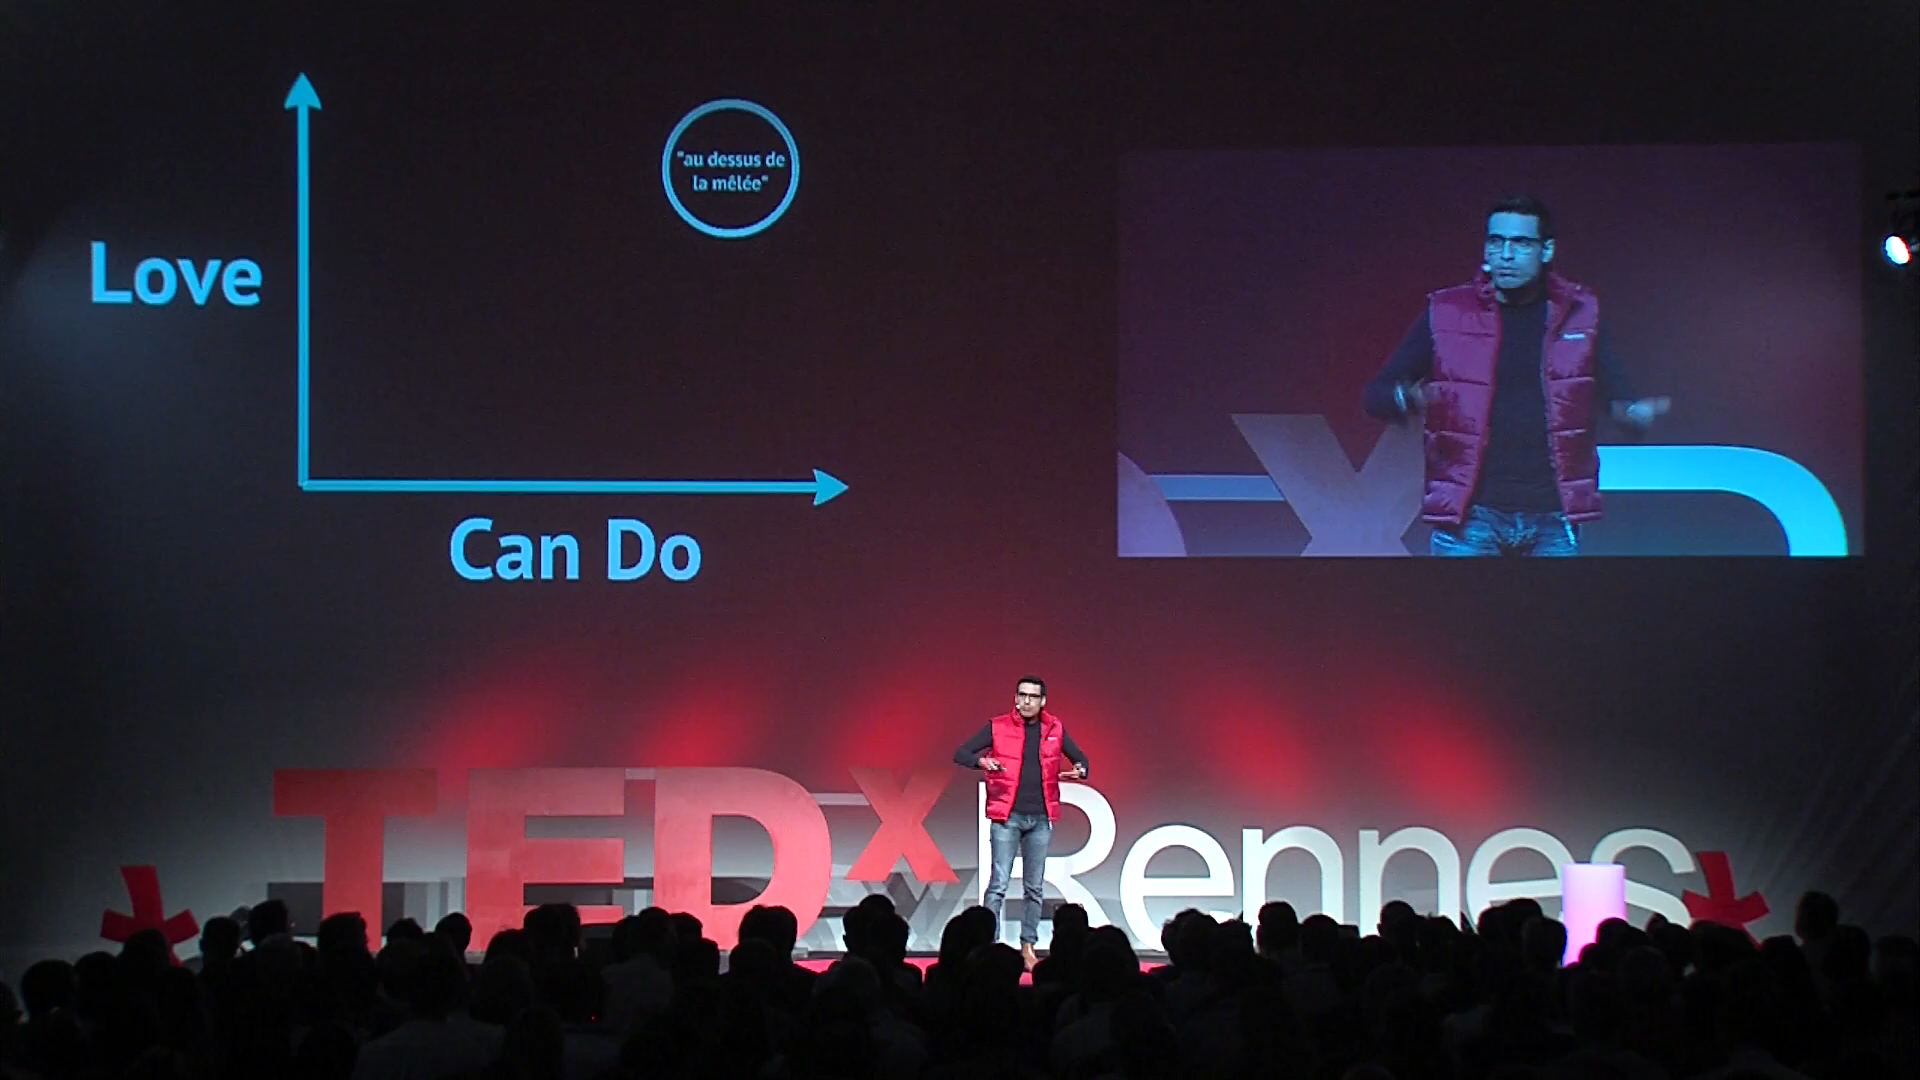 "au dessus de
la mêlée"
Love
Can Do
TEDxRennes
x